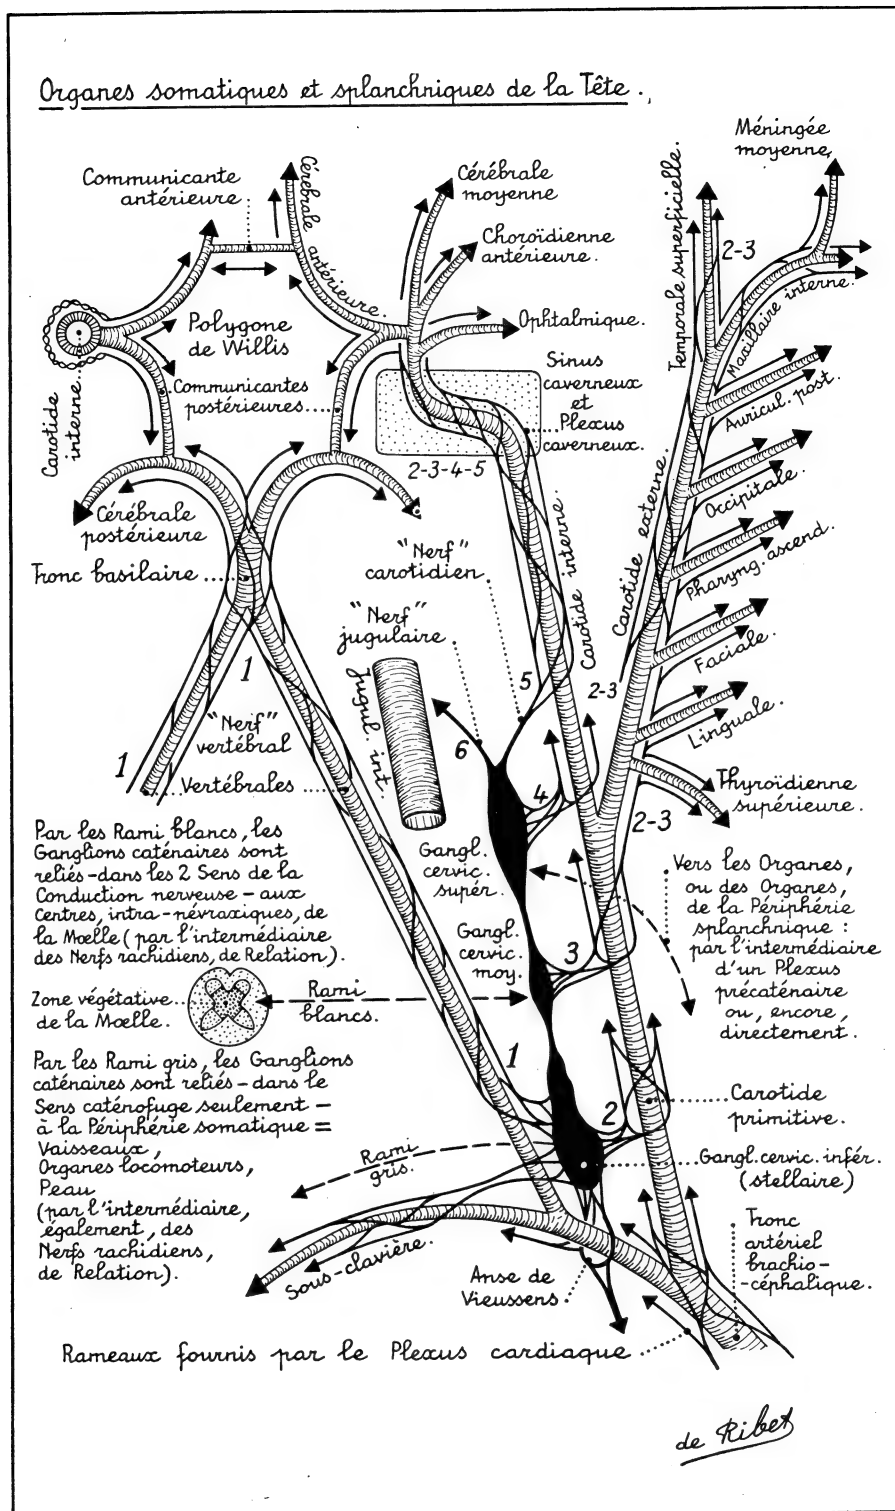 Organes somatiques et splanchniques de la Tête.
Communicante
antérieure
Cérébrale
antérieure.
Cérébrale
moyenne
Choroïdienne
antérieure.
Ophtalmique.
Temporale superficielle.
Méningée
moyenne
2-3
Maxillaire interne.
Polygone
de Willis
Carotide
interne.
Communicantes
postérieures
Sinus
caverneux
et
Plexus
caverneux.
2-3-4-5
Auricul. post.
Occipitale.
Pharyng. ascend.
Faciale.
Linguale.
Thyroïdienne
supérieure.
Cérébrale
postérieure
Tronc basilaire
"Nerf"
carotidien
Carotide interne
Carotide externe
"Nerf"
jugulaire
Jugul. int.
5
2-3
6
4
2-3
1
"Nerf"
vertébral
1
Vertébrales
Par les Rami blancs, les
Ganglions caténaires sont
reliés-dans les 2 Sens de la
Conduction nerveuse - aux
Centres, intra-névraxiques, de
la Moelle (par l'intermédiaire
des Nerfs rachidiens, de Relation).
Gangl.
cervic.
supér.
Gangl.
cervic.
moy.
3
Vers les Organes,
ou des Organes,
de la Périphérie
splanchnique :
par l'intermédiaire
d'un Plexus
précaténaire
ou, encore,
directement.
Zone végétative
de la Moelle.
Rami
blancs.
Par les Rami gris, les Ganglions
caténaires sont reliés - dans le
Sens caténofuge seulement -
à la Périphérie somatique =
Vaisseaux,
Organes locomoteurs,
Peau
(par l'intermédiaire,
également, des
Nerfs rachidiens,
de Relation).
1
2
Carotide
primitive.
Rami
gris.
Gangl. cervic. infér.
(stellaire)
Sous-clavière.
Anse de
Vieussens
Tronc
artériel
brachio-
-céphalique.
Rameaux fournis par le Plexus cardiaque
de Ribet